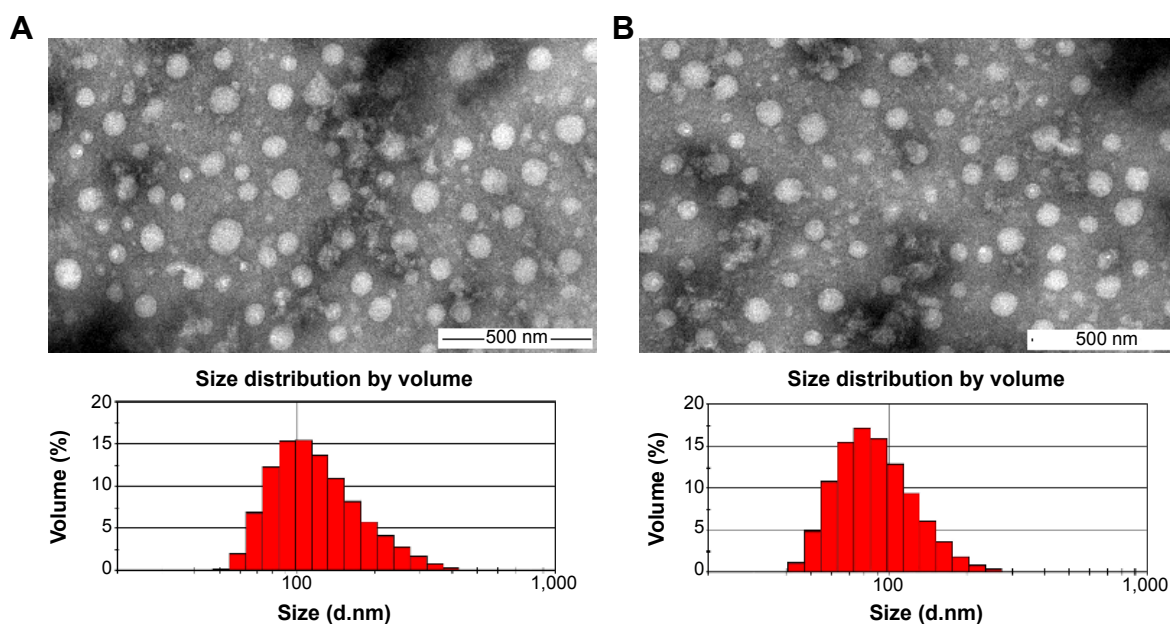 A
B
500 nm
500 nm
Size distribution by volume
Size distribution by volume
20
15
10
5
0
Volume (%)
100
1,000
Size (d.nm)
20
15
10
5
0
Volume (%)
100
1,000
Size (d.nm)